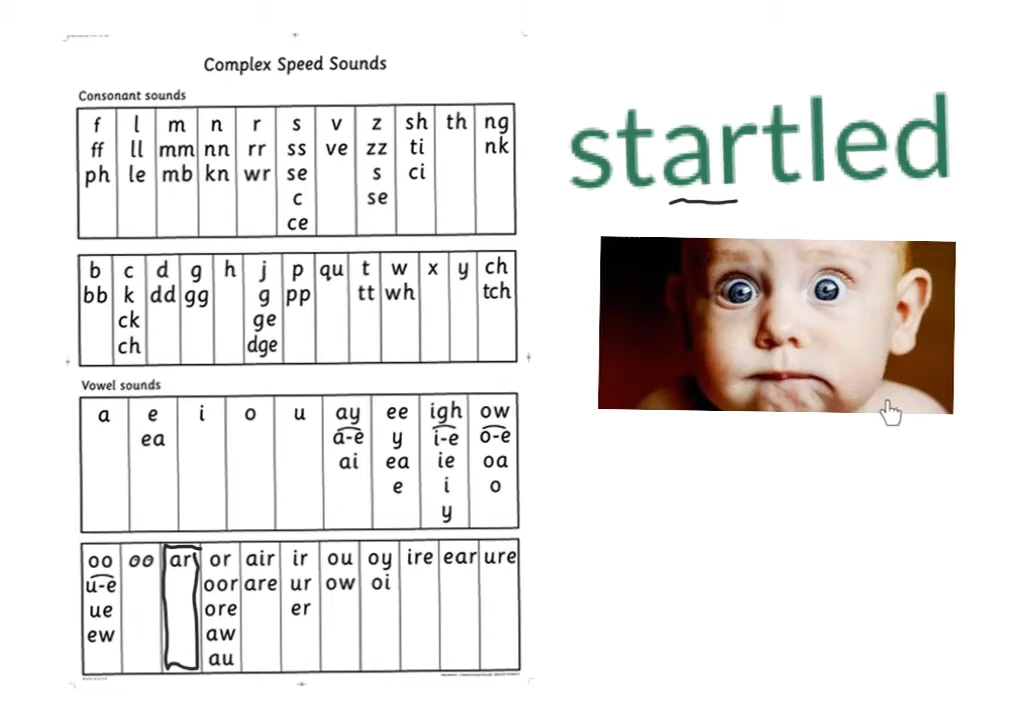 Complex Speed Sounds
Consonant sounds
f l m n r s v z sh th ng
ff ll mm nn rr ss ve zz ti nk
ph le mb kn wr se s ci
c se
ce
b c d g h j p qu t w x y ch
bb k dd gg g pp tt wh tch
ck ge
ch dge
Vowel sounds
a e i o u ay ee igh ow
ea a-e y i-e o-e
ai ea ie oa
e i o
y
oo oo ar or air ir ou oy ire ear ure
u-e oor are ur ow oi
ue ore er
ew aw
au
startled